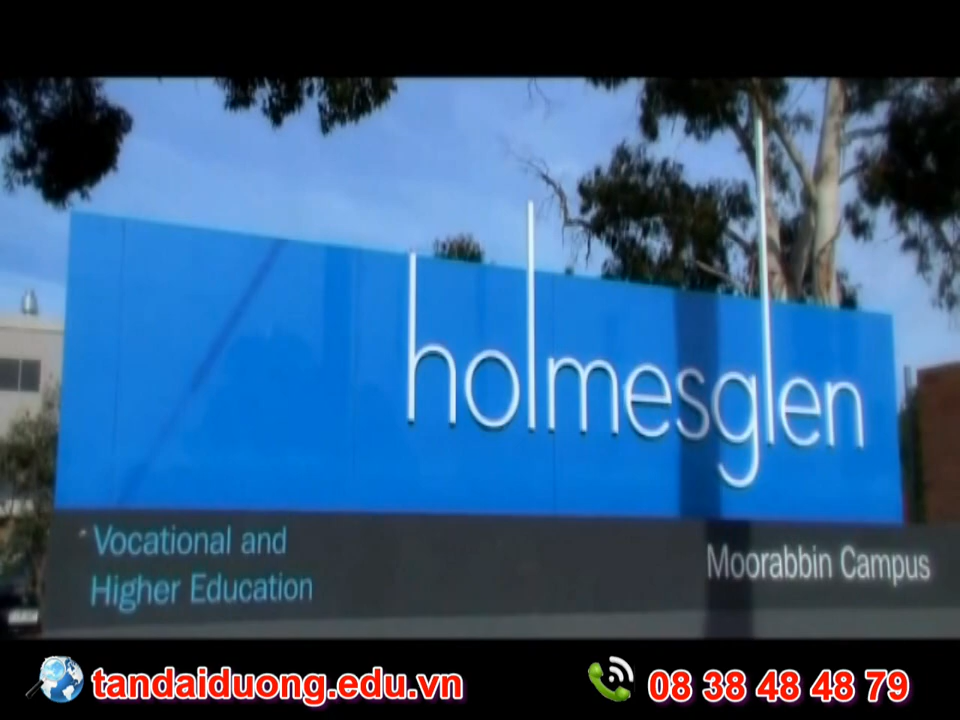 holmesglen
Vocational and
Higher Education
Moorabbin Campus
tandaiduong.edu.vn
08 38 48 48 79